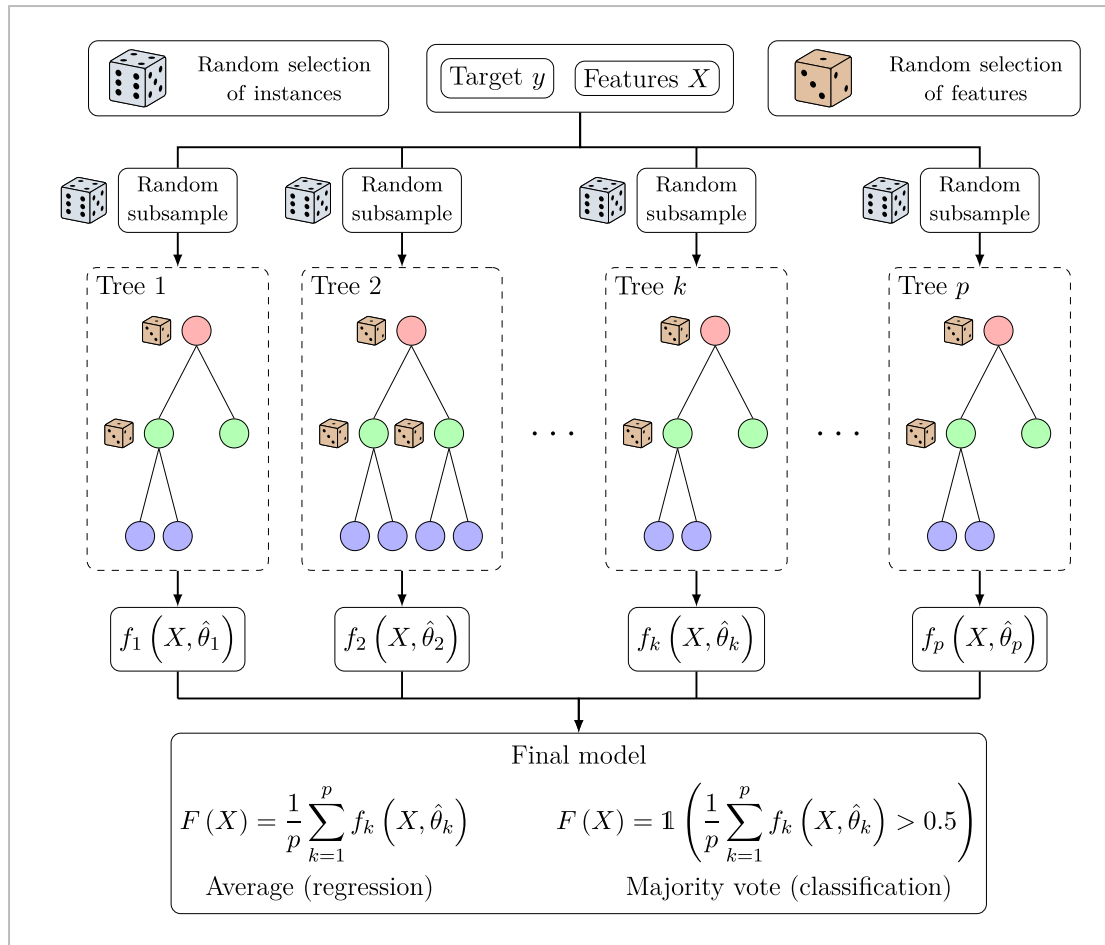 Random selection
of instances
Target y
Features X
Random selection
of features
Random
subsample
Random
subsample
Random
subsample
Random
subsample
Tree 1
Tree 2
Tree k
Tree p
. . .
. . .
f₁ (X, θ̂₁)
f₂ (X, θ̂₂)
fₖ (X, θ̂ₖ)
fₚ (X, θ̂ₚ)
Final model
F (X) = 1/p ∑ₖ₌₁ᵖ fₖ (X, θ̂ₖ)
F (X) = 𝟙 (1/p ∑ₖ₌₁ᵖ fₖ (X, θ̂ₖ) > 0.5)
Average (regression)
Majority vote (classification)